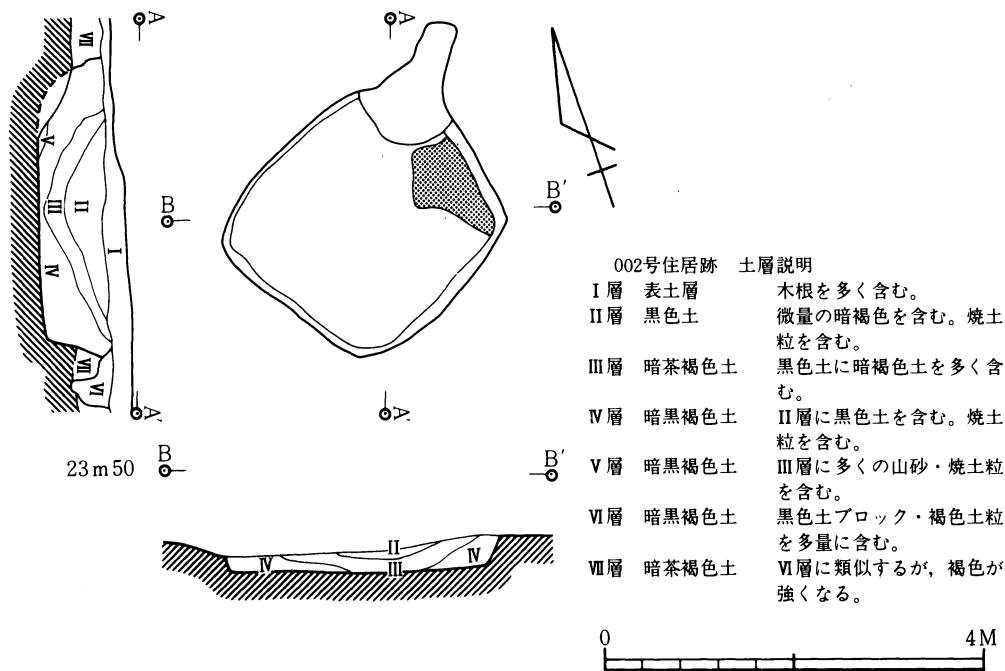 A
A
VII
V
III
II
I
IV
VII
VI
A′
A′
B
B′
23m50
B
B′
II
IV
III
IV
002号住居跡　土層説明
I層　表土層　木根を多く含む。
II層　黒色土　微量の暗褐色を含む。焼土
粒を含む。
III層　暗茶褐色土　黒色土に暗褐色土を多く含
む。
IV層　暗黒褐色土　II層に黒色土を含む。焼土
粒を含む。
V層　暗黒褐色土　III層に多くの山砂・焼土粒
を含む。
VI層　暗黒褐色土　黒色土ブロック・褐色土粒
を多量に含む。
VII層　暗茶褐色土　VI層に類似するが，褐色が
強くなる。
0　4M